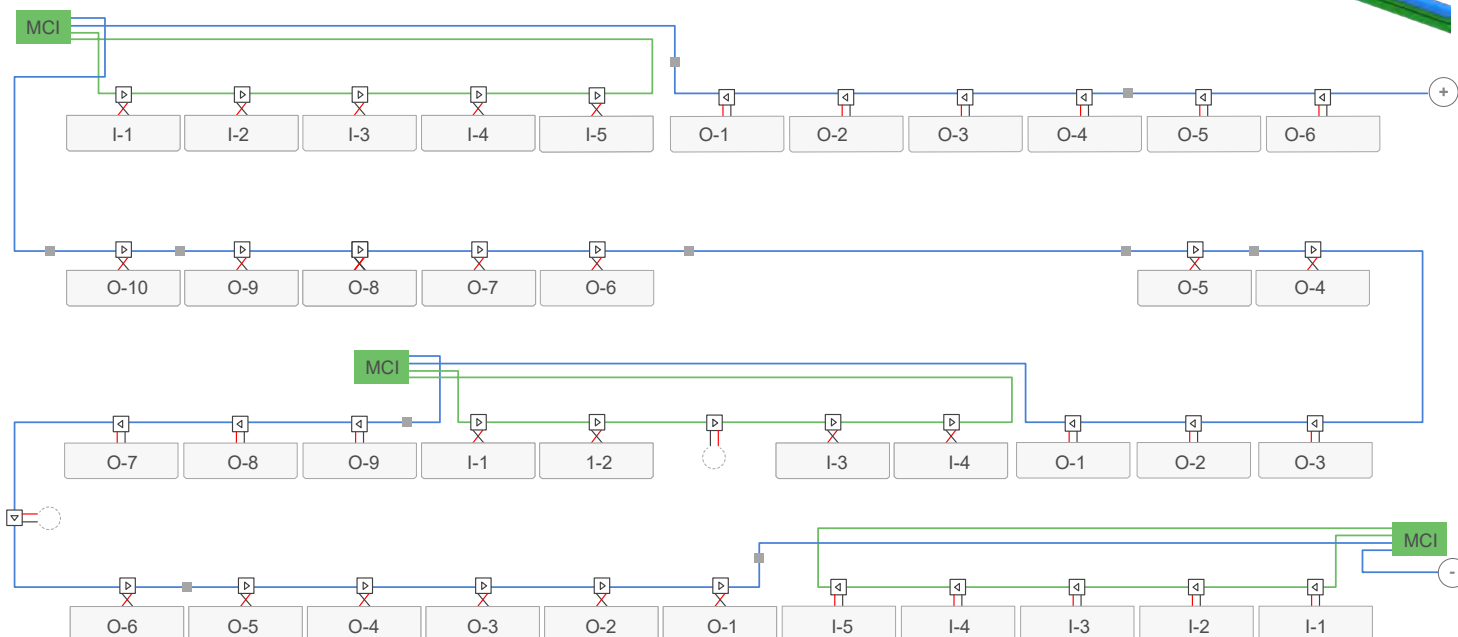 MCI
+
I-1 I-2 I-3 I-4 I-5 O-1 O-2 O-3 O-4 O-5 O-6
O-10 O-9 O-8 O-7 O-6 O-5 O-4
MCI
O-7 O-8 O-9 I-1 1-2 I-3 I-4 O-1 O-2 O-3
MCI
-
O-6 O-5 O-4 O-3 O-2 O-1 I-5 I-4 I-3 I-2 I-1